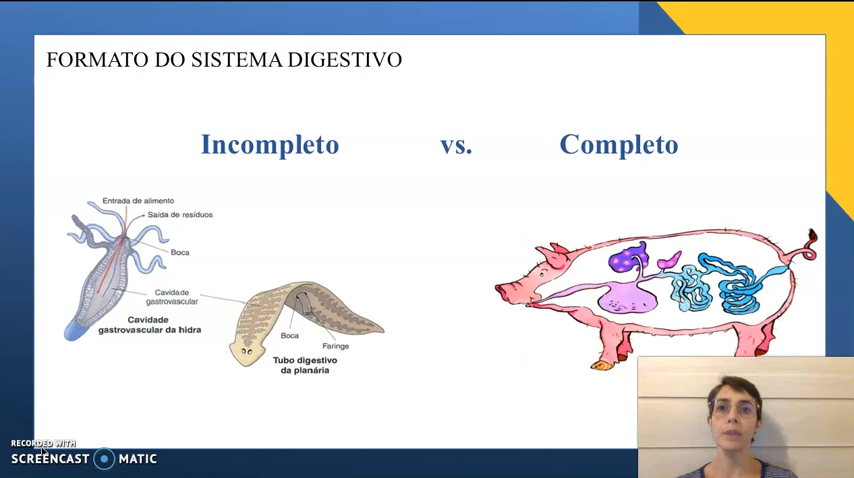 FORMATO DO SISTEMA DIGESTIVO
Incompleto vs. Completo
Entrada de alimento
Saída de resíduos
Boca
Cavidade
gastrovascular
Cavidade
gastrovascular da hidra
Boca
Faringe
Tubo digestivo
da planária
RECORDED WITH
SCREENCAST MATIC